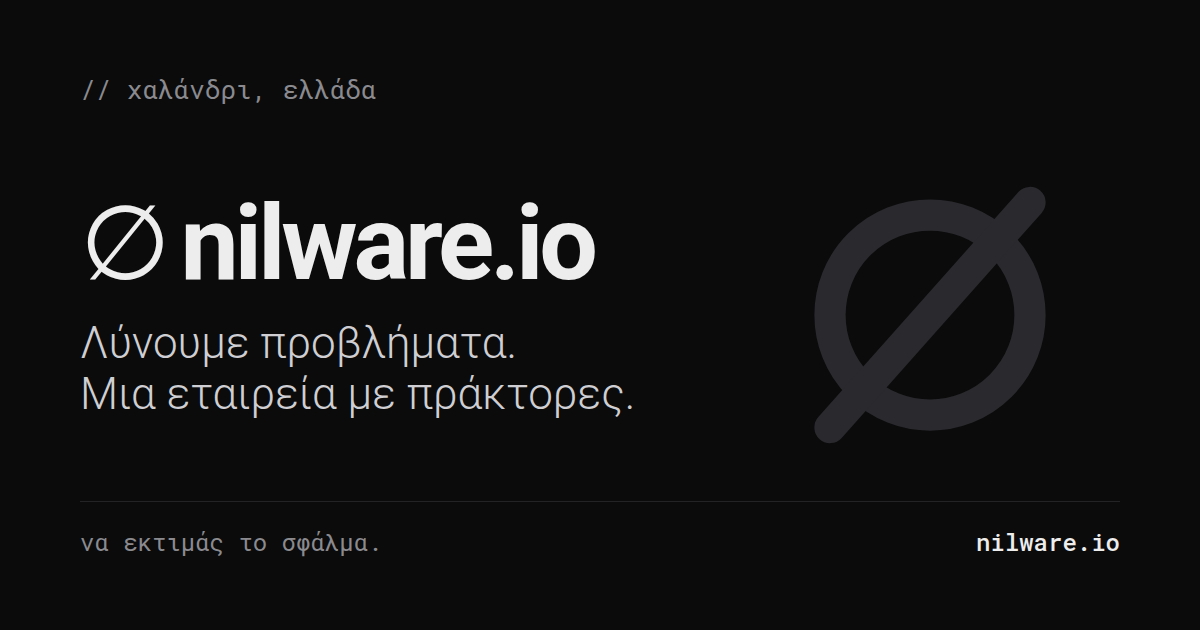 // χαλάνδρι, ελλάδα
∅ nilware.io
Λύνουμε προβλήματα.
Μια εταιρεία με πράκτορες.
να εκτιμάς το σφάλμα.
nilware.io